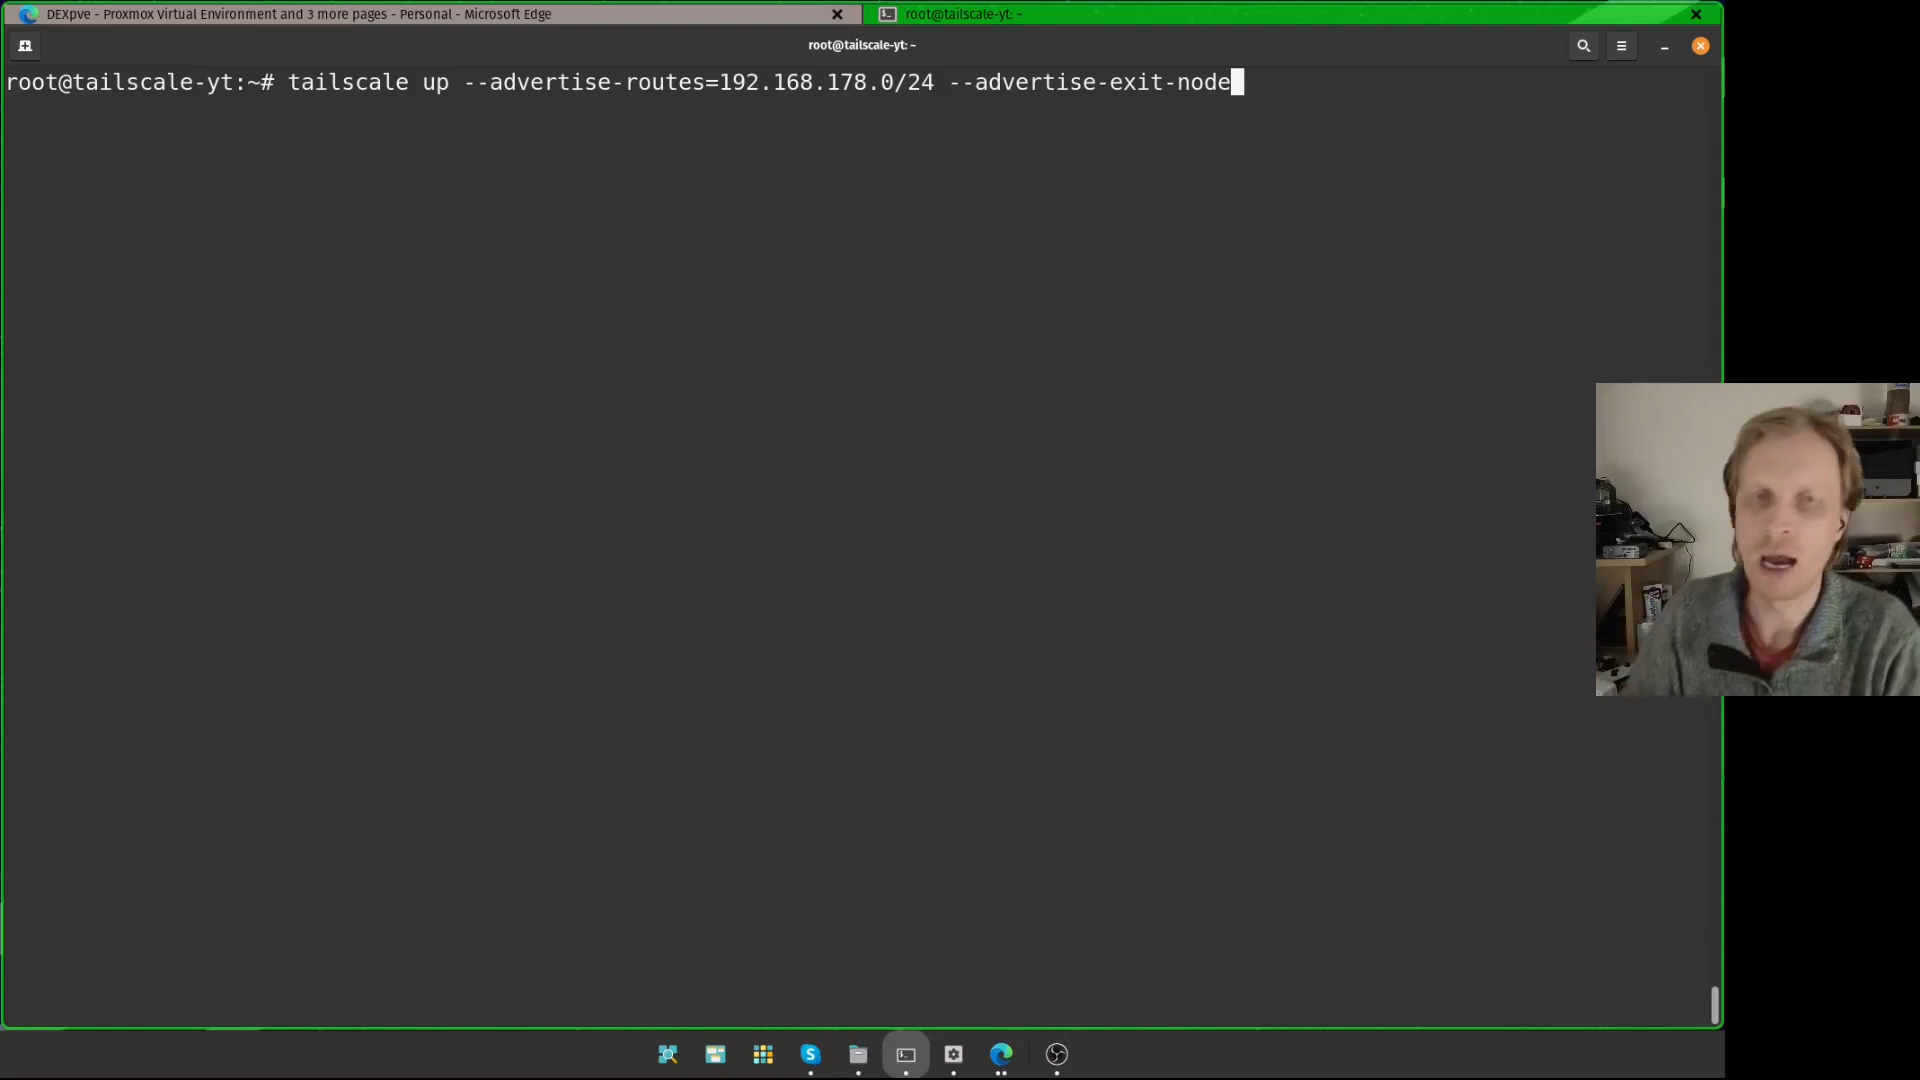 DEXpve - Proxmox Virtual Environment and 3 more pages - Personal - Microsoft Edge
root@tailscale-yt: ~
root@tailscale-yt: ~
root@tailscale-yt:~# tailscale up --advertise-routes=192.168.178.0/24 --advertise-exit-node